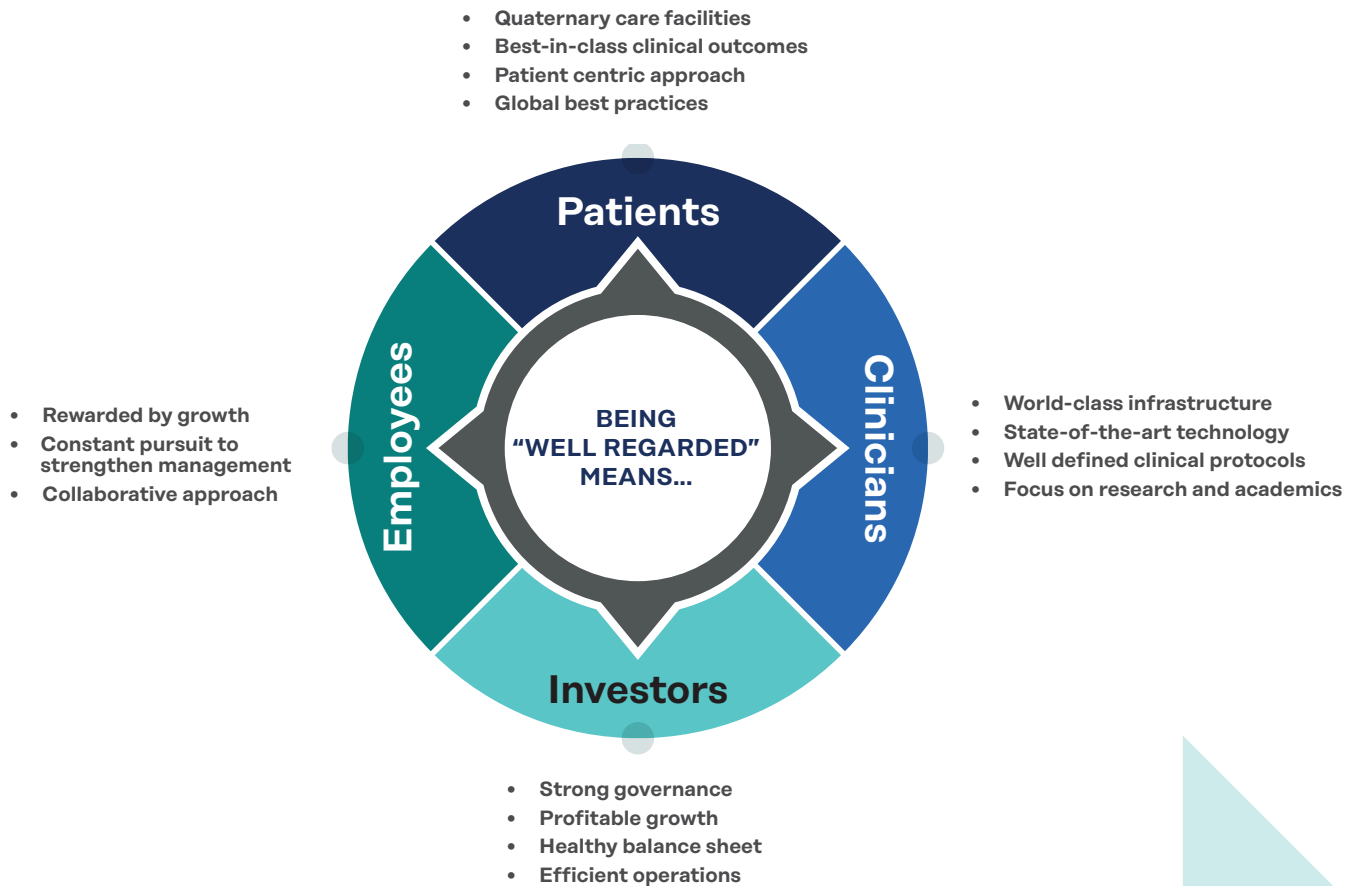 • Quaternary care facilities
• Best-in-class clinical outcomes
• Patient centric approach
• Global best practices
Patients
Employees
Clinicians
Investors
BEING
“WELL REGARDED”
MEANS...
• Rewarded by growth
• Constant pursuit to
strengthen management
• Collaborative approach
• World-class infrastructure
• State-of-the-art technology
• Well defined clinical protocols
• Focus on research and academics
• Strong governance
• Profitable growth
• Healthy balance sheet
• Efficient operations